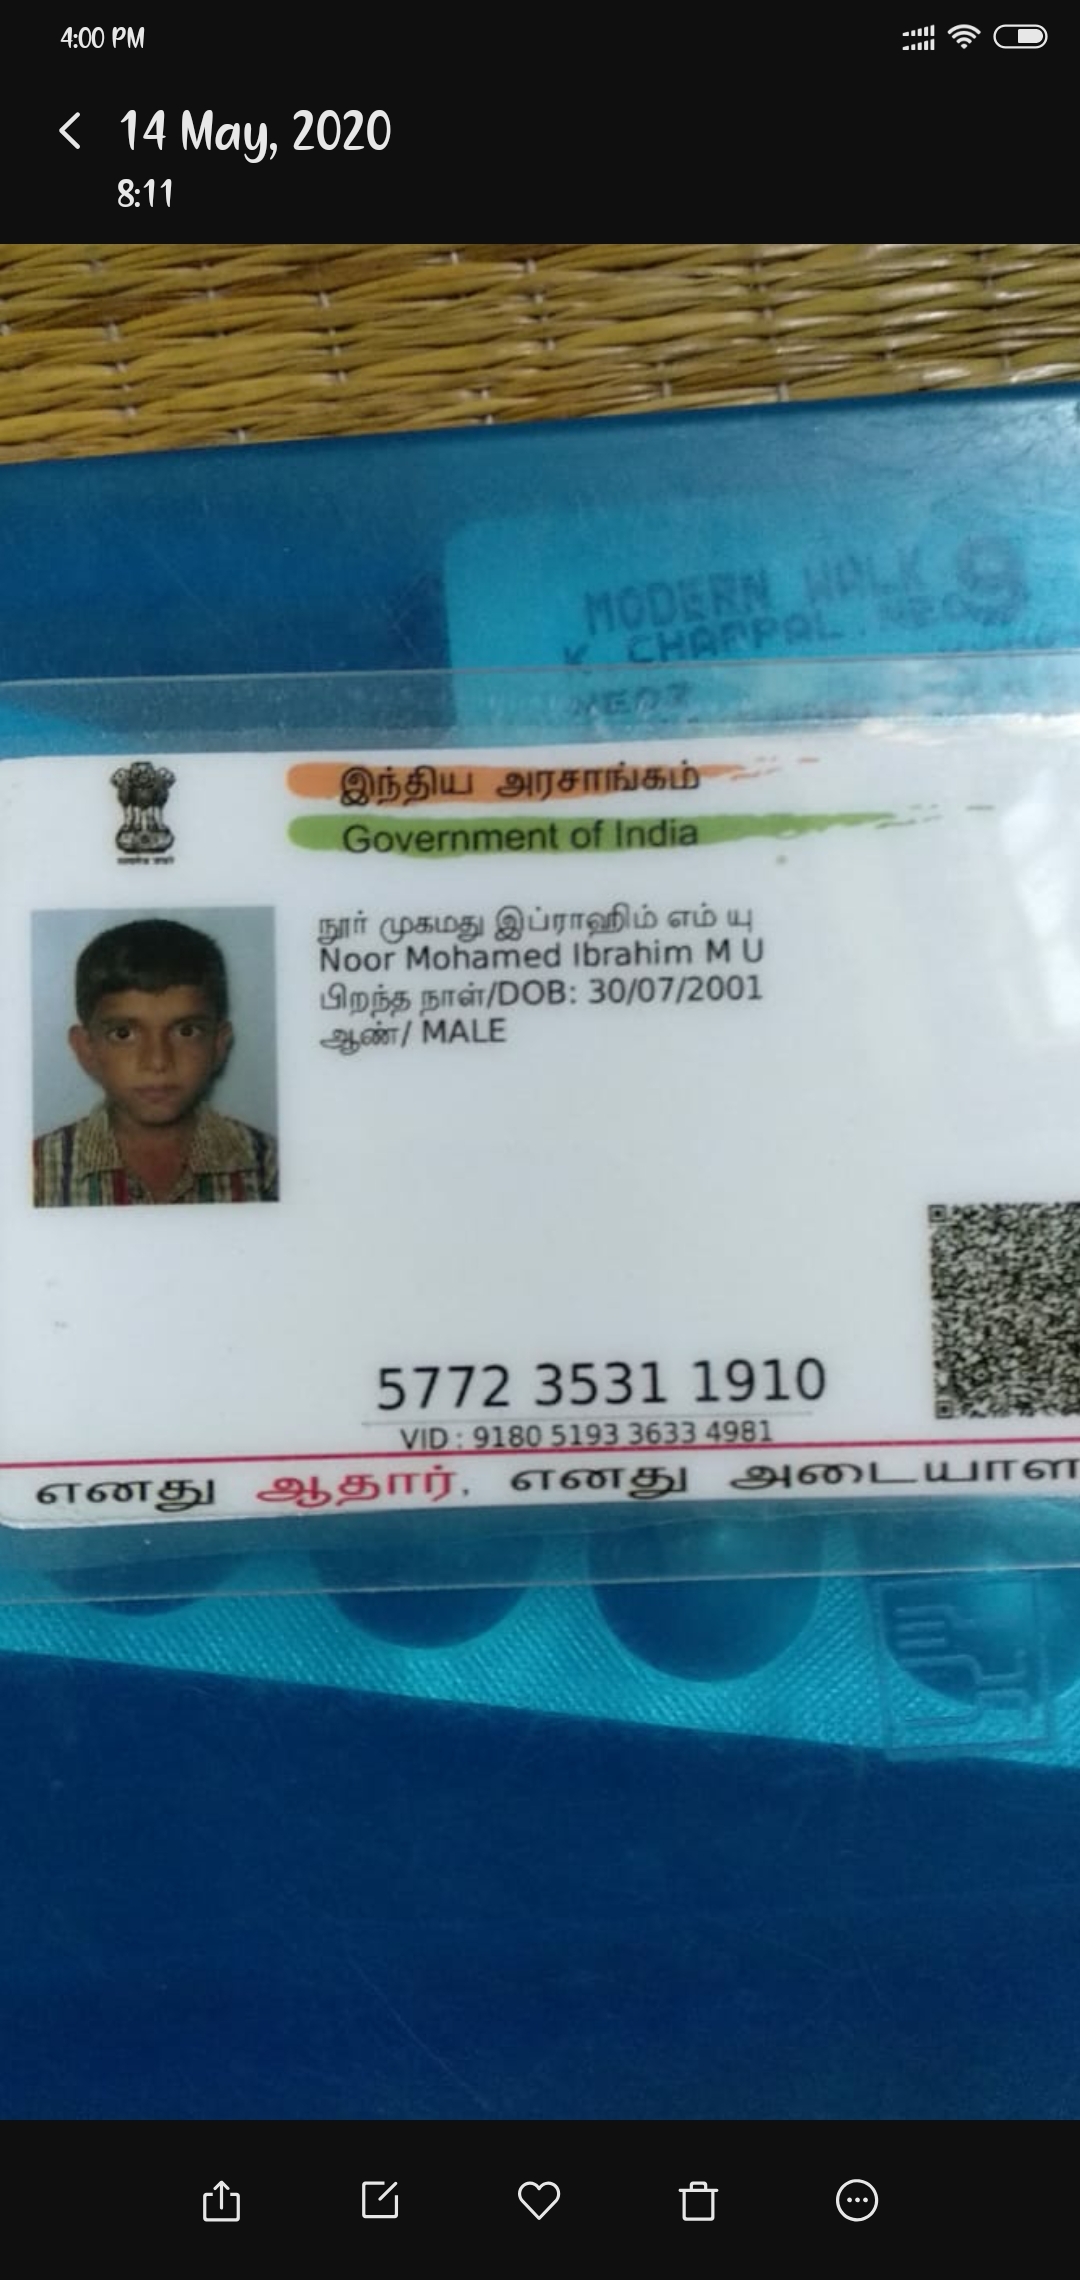 4:00 PM
14 May, 2020
8:11
MODERN WALK 9
K CHAPPAL
இந்திய அரசாங்கம்
Government of India
நூர் முகமது இப்ராஹிம் எம் யு
Noor Mohamed Ibrahim M U
பிறந்த நாள்/DOB: 30/07/2001
ஆண்/ MALE
5772 3531 1910
VID : 9180 5193 3633 4981
எனது ஆதார், எனது அடையாள